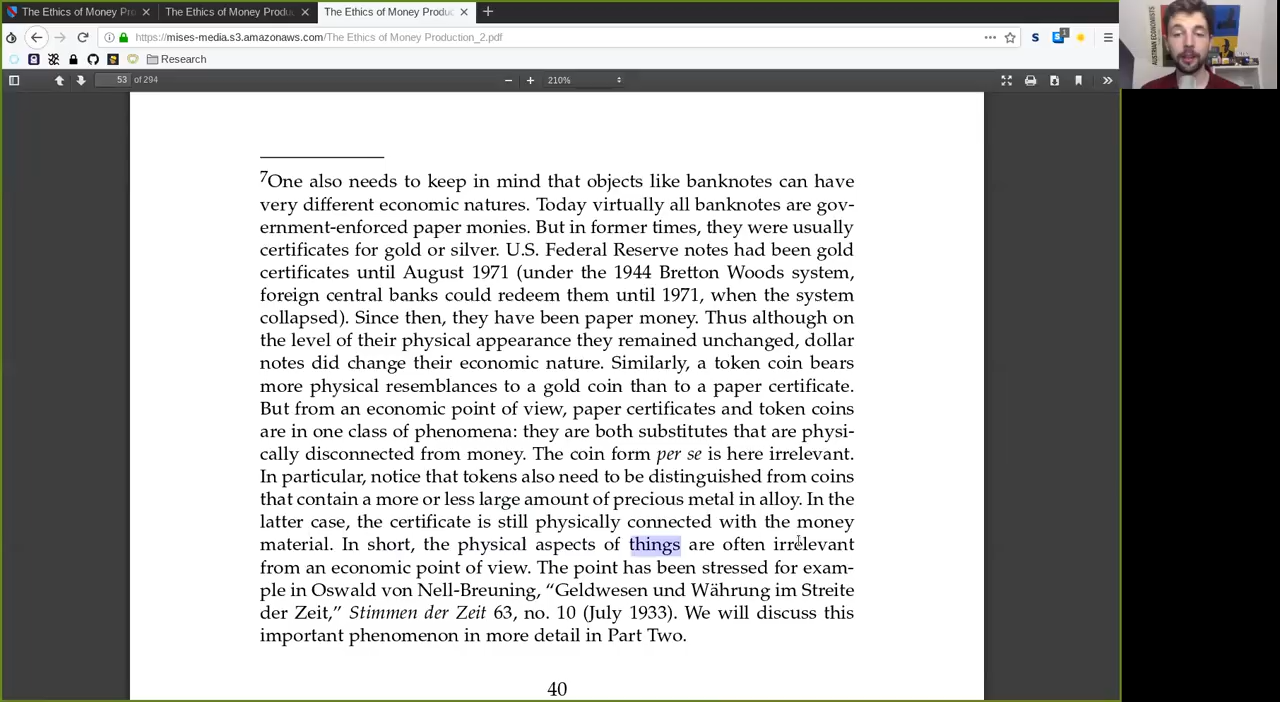 The Ethics of Money Pro
The Ethics of Money Produ
The Ethics of Money Produc
https://mises-media.s3.amazonaws.com/The Ethics of Money Production_2.pdf
Research
53 of 294
210%
7One also needs to keep in mind that objects like banknotes can have
very different economic natures. Today virtually all banknotes are gov-
ernment-enforced paper monies. But in former times, they were usually
certificates for gold or silver. U.S. Federal Reserve notes had been gold
certificates until August 1971 (under the 1944 Bretton Woods system,
foreign central banks could redeem them until 1971, when the system
collapsed). Since then, they have been paper money. Thus although on
the level of their physical appearance they remained unchanged, dollar
notes did change their economic nature. Similarly, a token coin bears
more physical resemblances to a gold coin than to a paper certificate.
But from an economic point of view, paper certificates and token coins
are in one class of phenomena: they are both substitutes that are physi-
cally disconnected from money. The coin form per se is here irrelevant.
In particular, notice that tokens also need to be distinguished from coins
that contain a more or less large amount of precious metal in alloy. In the
latter case, the certificate is still physically connected with the money
material. In short, the physical aspects of things are often irrelevant
from an economic point of view. The point has been stressed for exam-
ple in Oswald von Nell-Breuning, “Geldwesen und Währung im Streite
der Zeit,” Stimmen der Zeit 63, no. 10 (July 1933). We will discuss this
important phenomenon in more detail in Part Two.
40
AUSTRIAN ECONOMISTS